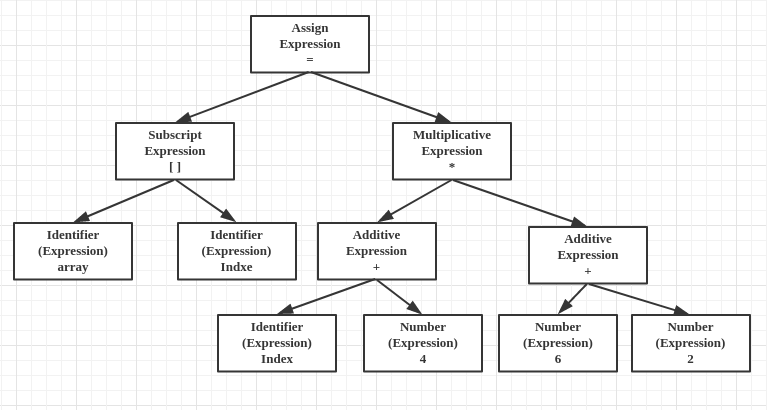 Assign
Expression
=
Subscript
Expression
[ ]
Multiplicative
Expression
*
Identifier
(Expression)
array
Identifier
(Expression)
Indxe
Additive
Expression
+
Additive
Expression
+
Identifier
(Expression)
Index
Number
(Expression)
4
Number
(Expression)
6
Number
(Expression)
2